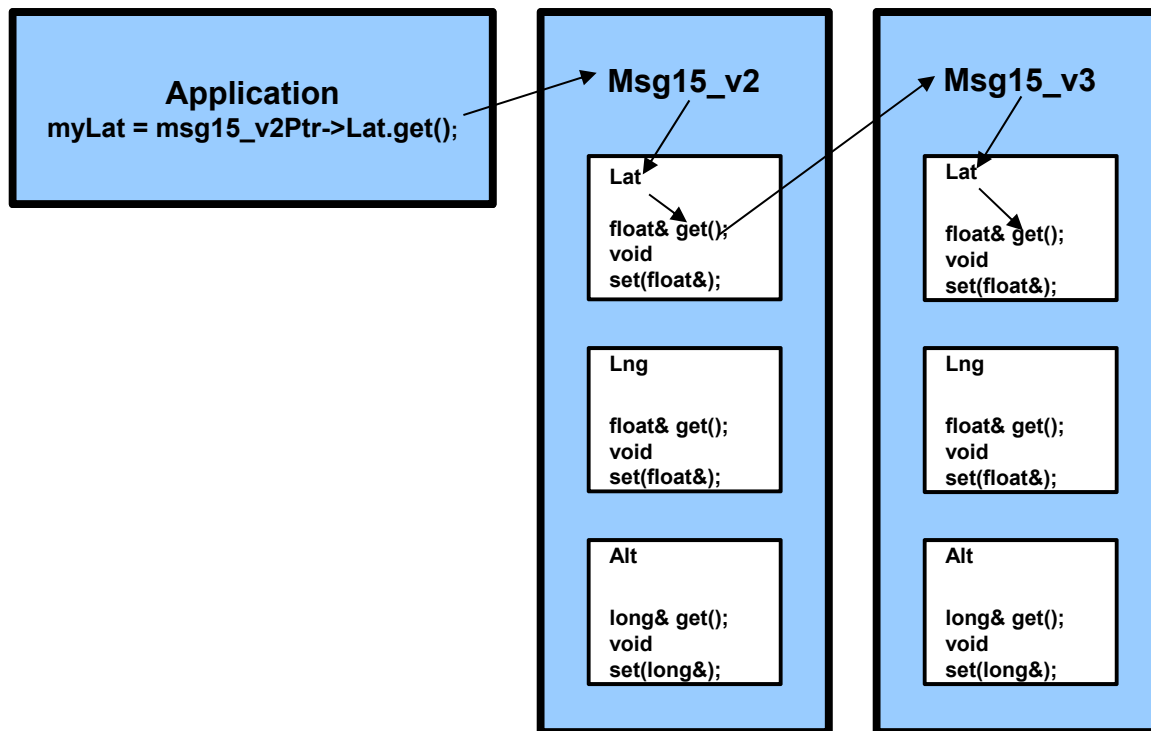 Application
myLat = msg15_v2Ptr->Lat.get();
Msg15_v2
Lat
float& get();
void
set(float&);
Lng
float& get();
void
set(float&);
Alt
long& get();
void
set(long&);
Msg15_v3
Lat
float& get();
void
set(float&);
Lng
float& get();
void
set(float&);
Alt
long& get();
void
set(long&);